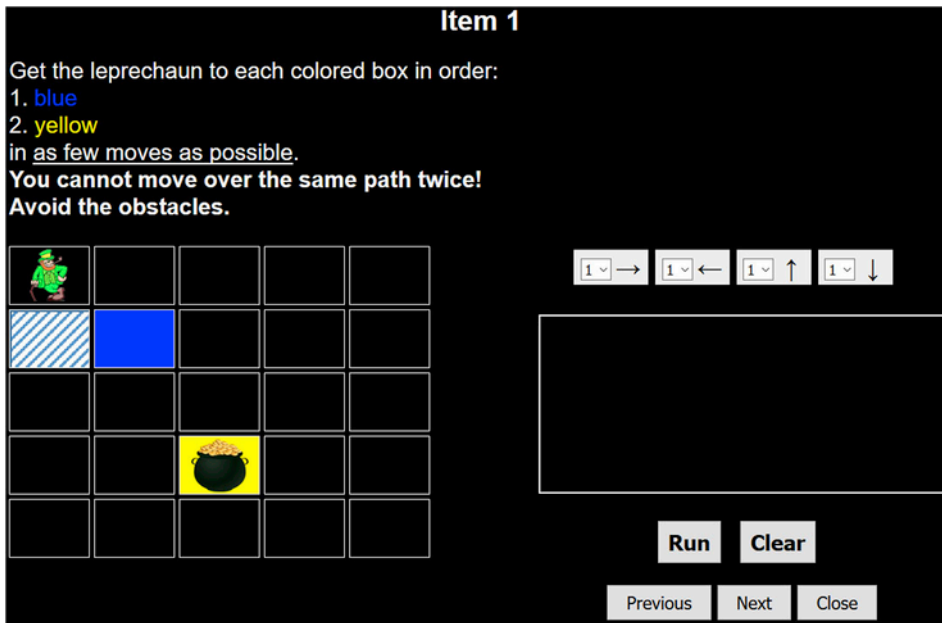 Item 1
Get the leprechaun to each colored box in order:
1. blue
2. yellow
in as few moves as possible.
You cannot move over the same path twice!
Avoid the obstacles.
1 → 1 ← 1 ↑ 1 ↓
Run Clear
Previous Next Close